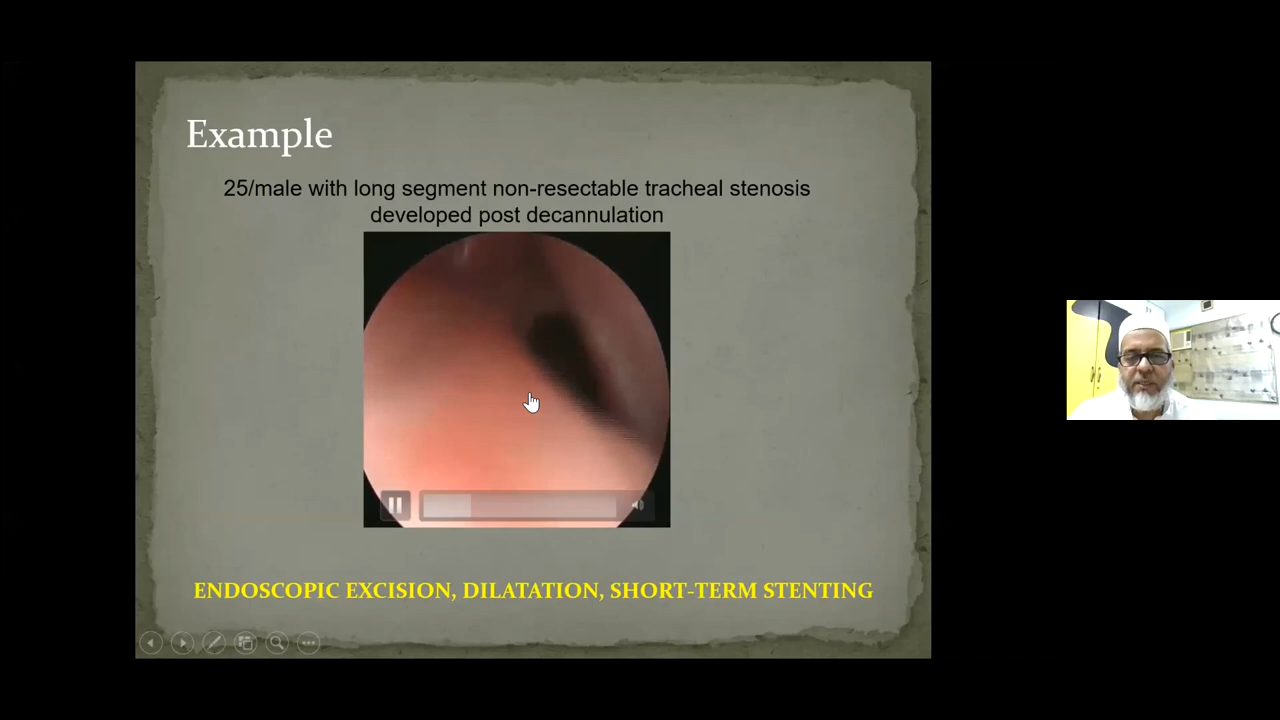 Example
25/male with long segment non-resectable tracheal stenosis
developed post decannulation
ENDOSCOPIC EXCISION, DILATATION, SHORT-TERM STENTING